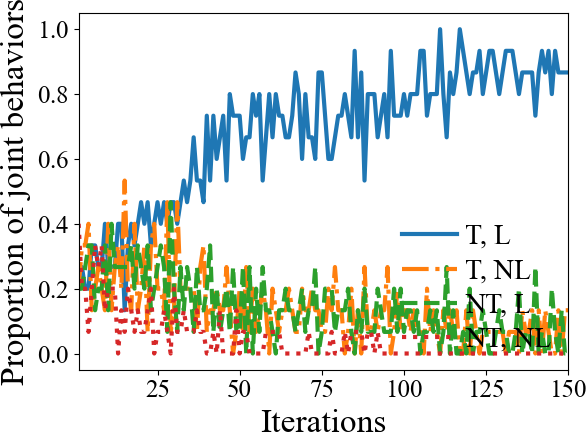 Proportion of joint behaviors
1.0
0.8
0.6
0.4
0.2
0.0
T, L
T, NL
NT, L
NT, NL
25 50 75 100 125 150
Iterations